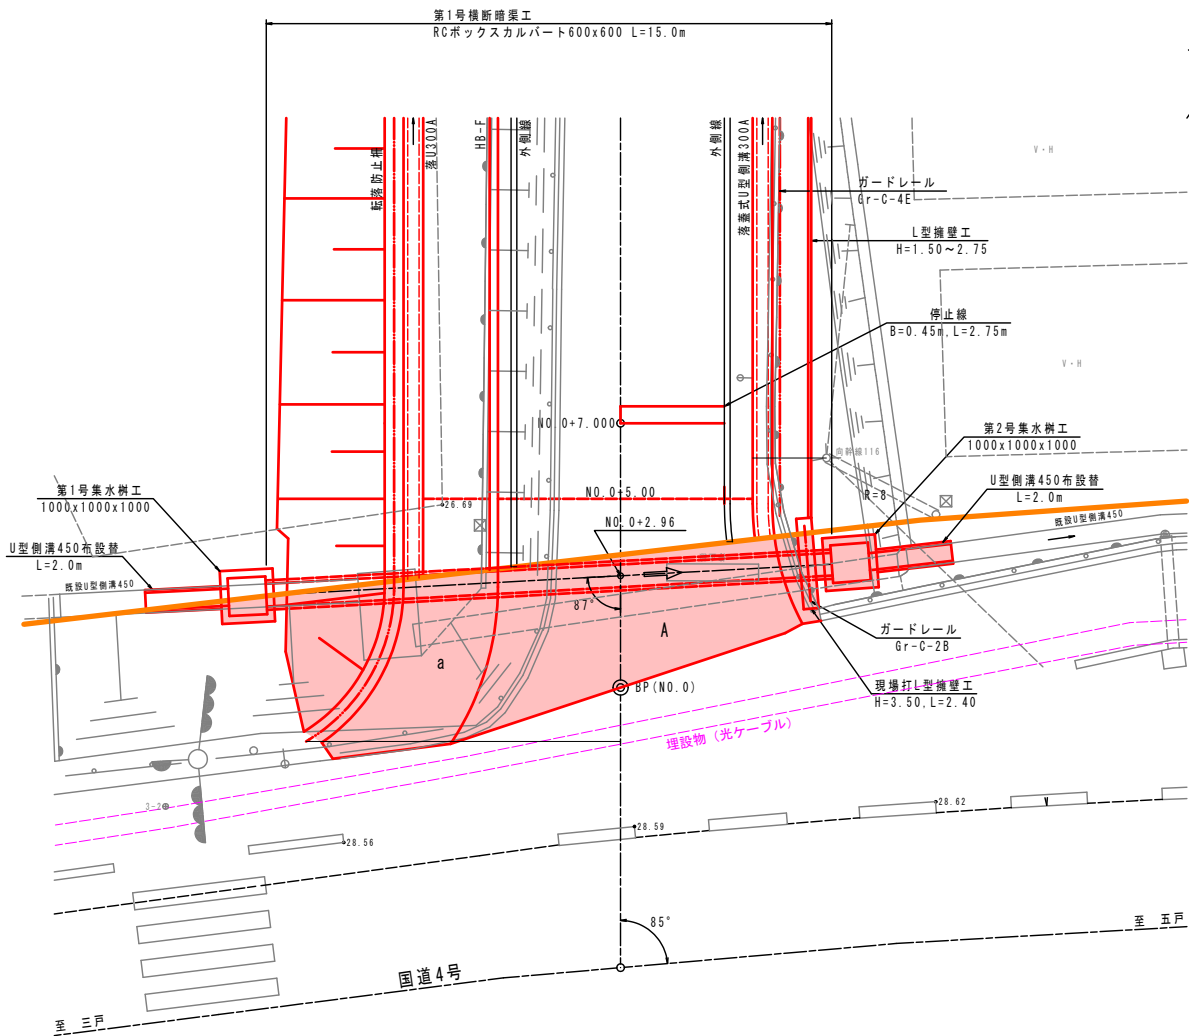 第1号横断暗渠工
RCボックスカルバート600x600 L=15.0m
転落防止柵
落U300A
HB-F
外側線
外側線
落蓋式U型側溝300A
V・H
ガードレール
Gr-C-4E
L型擁壁工
H=1.50～2.75
停止線
B=0.45m,L=2.75m
V・H
NO.0+7.000
第2号集水桝工
1000x1000x1000
向幹線116
U型側溝450布設替
L=2.0m
R=8
第1号集水桝工
1000x1000x1000
26.69
NO.0+5.00
NO.0+2.96
既設U型側溝450
U型側溝450布設替
L=2.0m
既設U型側溝450
87°
A
a
ガードレール
Gr-C-2B
BP(NO.0)
現場打L型擁壁工
H=3.50,L=2.40
埋設物（光ケーブル）
3-2
28.62
28.59
28.56
85°
至 五戸
国道4号
至 三戸